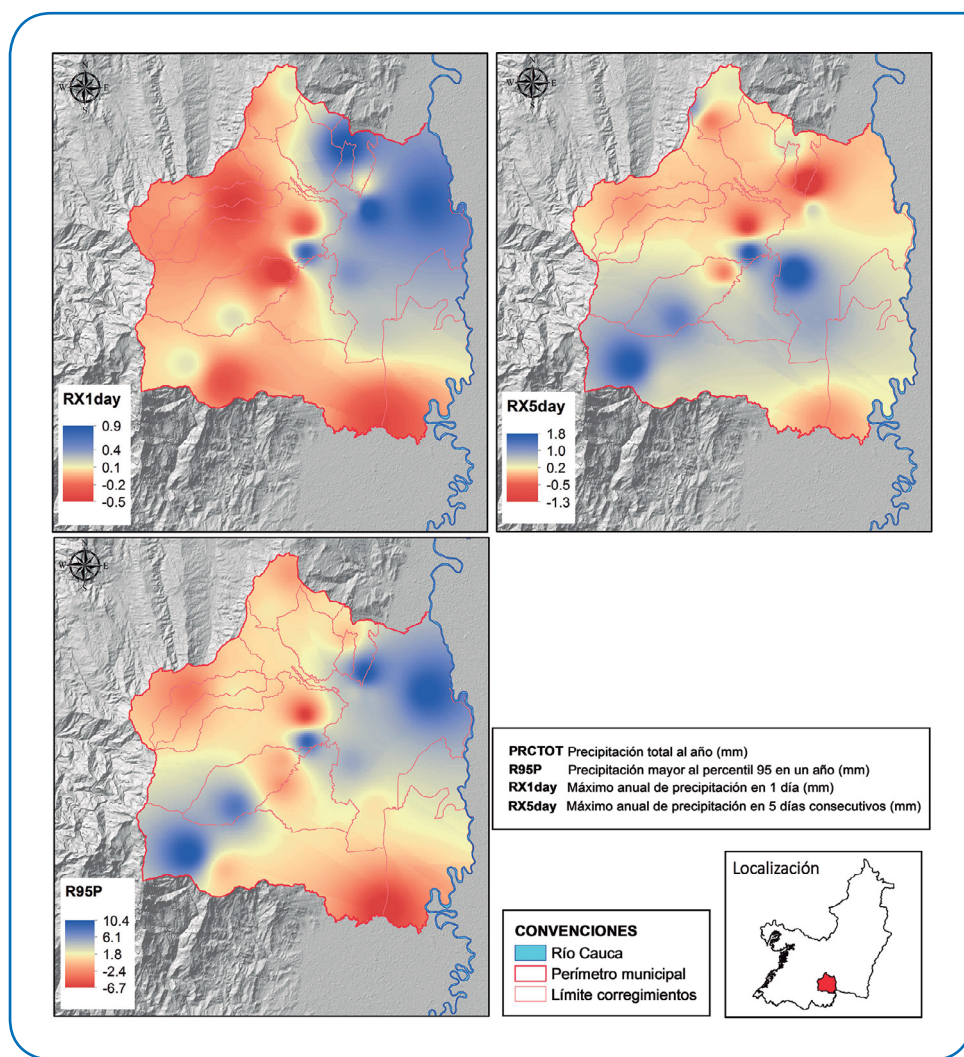 N
W
E
S
RX1day
0.9
0.4
0.1
-0.2
-0.5
N
W
E
S
RX5day
1.8
1.0
0.2
-0.5
-1.3
N
W
E
S
R95P
10.4
6.1
1.8
-2.4
-6.7
PRCTOT Precipitación total al año (mm)
R95P Precipitación mayor al percentil 95 en un año (mm)
RX1day Máximo anual de precipitación en 1 día (mm)
RX5day Máximo anual de precipitación en 5 días consecutivos (mm)
CONVENCIONES
Río Cauca
Perímetro municipal
Límite corregimientos
Localización